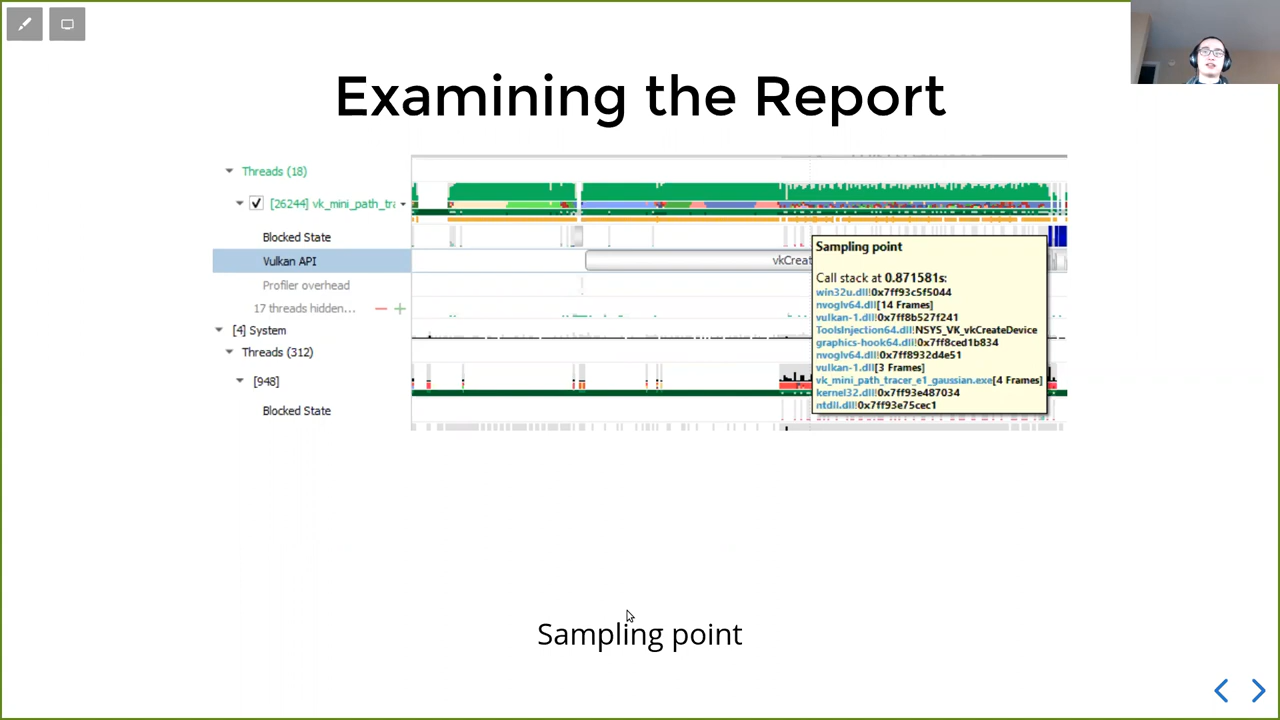 Examining the Report
Threads (18)
[26244] vk_mini_path_tra
Blocked State
Vulkan API
vkCreat
Profiler overhead
17 threads hidden...
[4] System
Threads (312)
[948]
Blocked State
Sampling point
Call stack at 0.871581s:
win32u.dll!0x7ff93c5f5044
nvoglv64.dll[14 Frames]
vulkan-1.dll!0x7ff8b527f241
ToolsInjection64.dll!NSYS_VK_vkCreateDevice
graphics-hook64.dll!0x7ff8ced1b834
nvoglv64.dll!0x7ff8932d4e51
vulkan-1.dll[3 Frames]
vk_mini_path_tracer_e1_gaussian.exe[4 Frames]
kernel32.dll!0x7ff93e487034
ntdll.dll!0x7ff93e75cec1
Sampling point